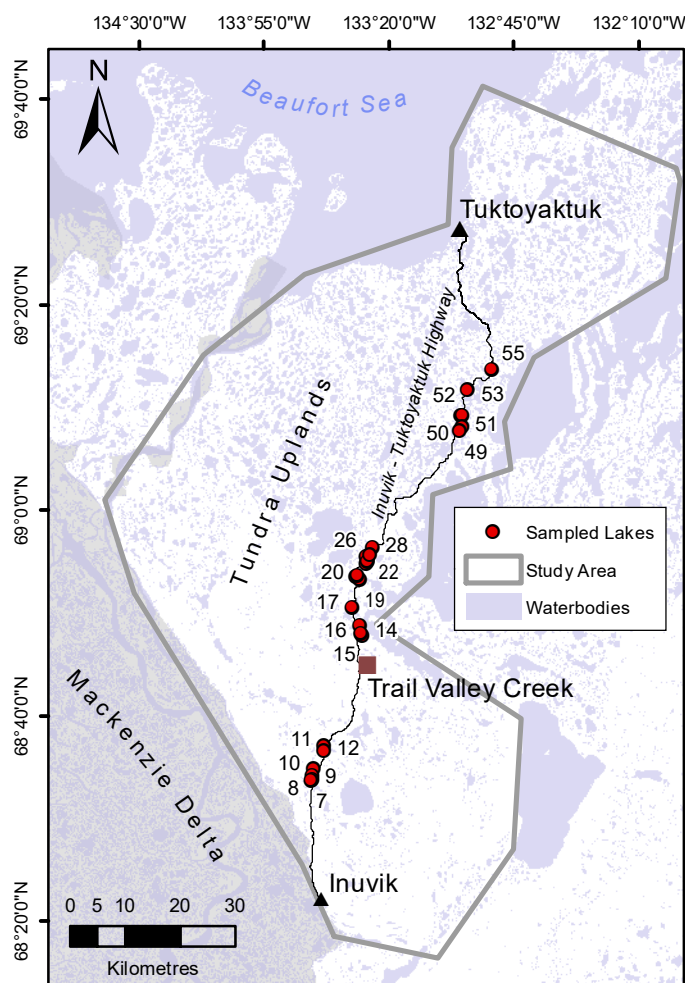 134°30'0"W 133°55'0"W 133°20'0"W 132°45'0"W 132°10'0"W
N
Beaufort Sea
69°40'0"N
Tuktoyaktuk
69°20'0"N
Inuvik - Tuktoyaktuk Highway
55
52 53
51
50
49
Tundra Uplands
69°0'0"N
26 28
20 22
17 19
16 14
15
Sampled Lakes
Study Area
Waterbodies
Trail Valley Creek
68°40'0"N
Mackenzie Delta
11
12
10
9
8
7
Inuvik
68°20'0"N
0 5 10 20 30
Kilometres